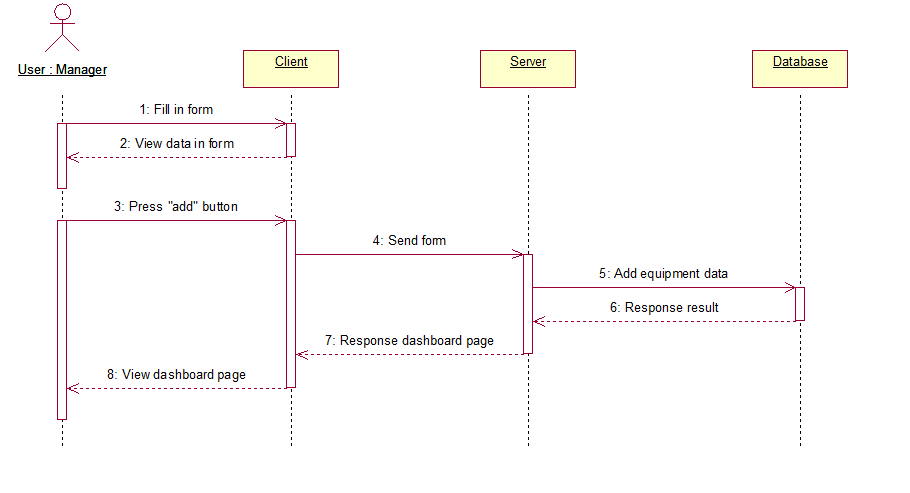 User : Manager
Client
Server
Database
1: Fill in form
2: View data in form
3: Press "add" button
4: Send form
5: Add equipment data
6: Response result
7: Response dashboard page
8: View dashboard page